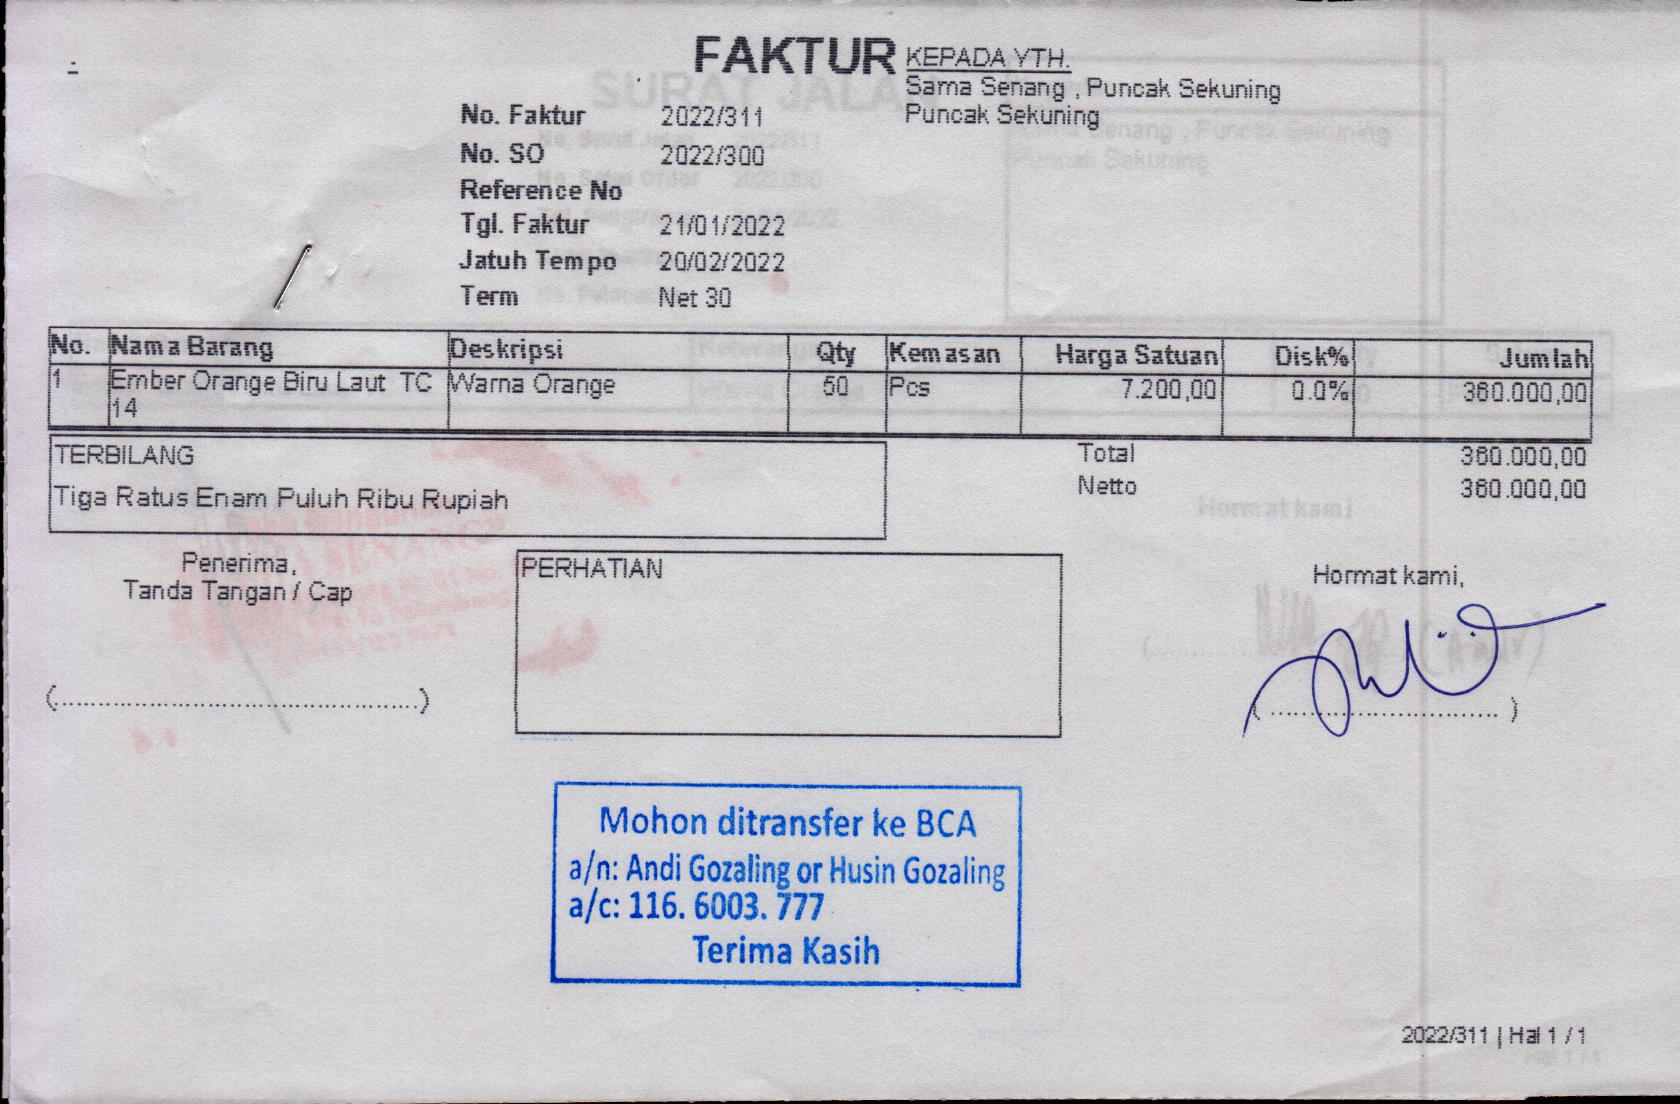 FAKTUR
KEPADA YTH.
Sama Senang , Puncak Sekuning
Puncak Sekuning
No. Faktur 2022/311
No. SO 2022/300
Reference No
Tgl. Faktur 21/01/2022
Jatuh Tempo 20/02/2022
Term Net 30
No. Nama Barang Deskripsi Qty Kemasan Harga Satuan Disk% Jumlah
1 Ember Orange Biru Laut TC Warna Orange 50 Pcs 7.200,00 0.0% 360.000,00
14
TERBILANG
Tiga Ratus Enam Puluh Ribu Rupiah
Total 360.000,00
Netto 360.000,00
Penerima,
Tanda Tangan / Cap
(..............................................)
PERHATIAN
Hormat kami,
( ............................. )
Mohon ditransfer ke BCA
a/n: Andi Gozaling or Husin Gozaling
a/c: 116. 6003. 777
Terima Kasih
2022/311 | Hal 1 / 1
SURAT JALAN
Hormat kami